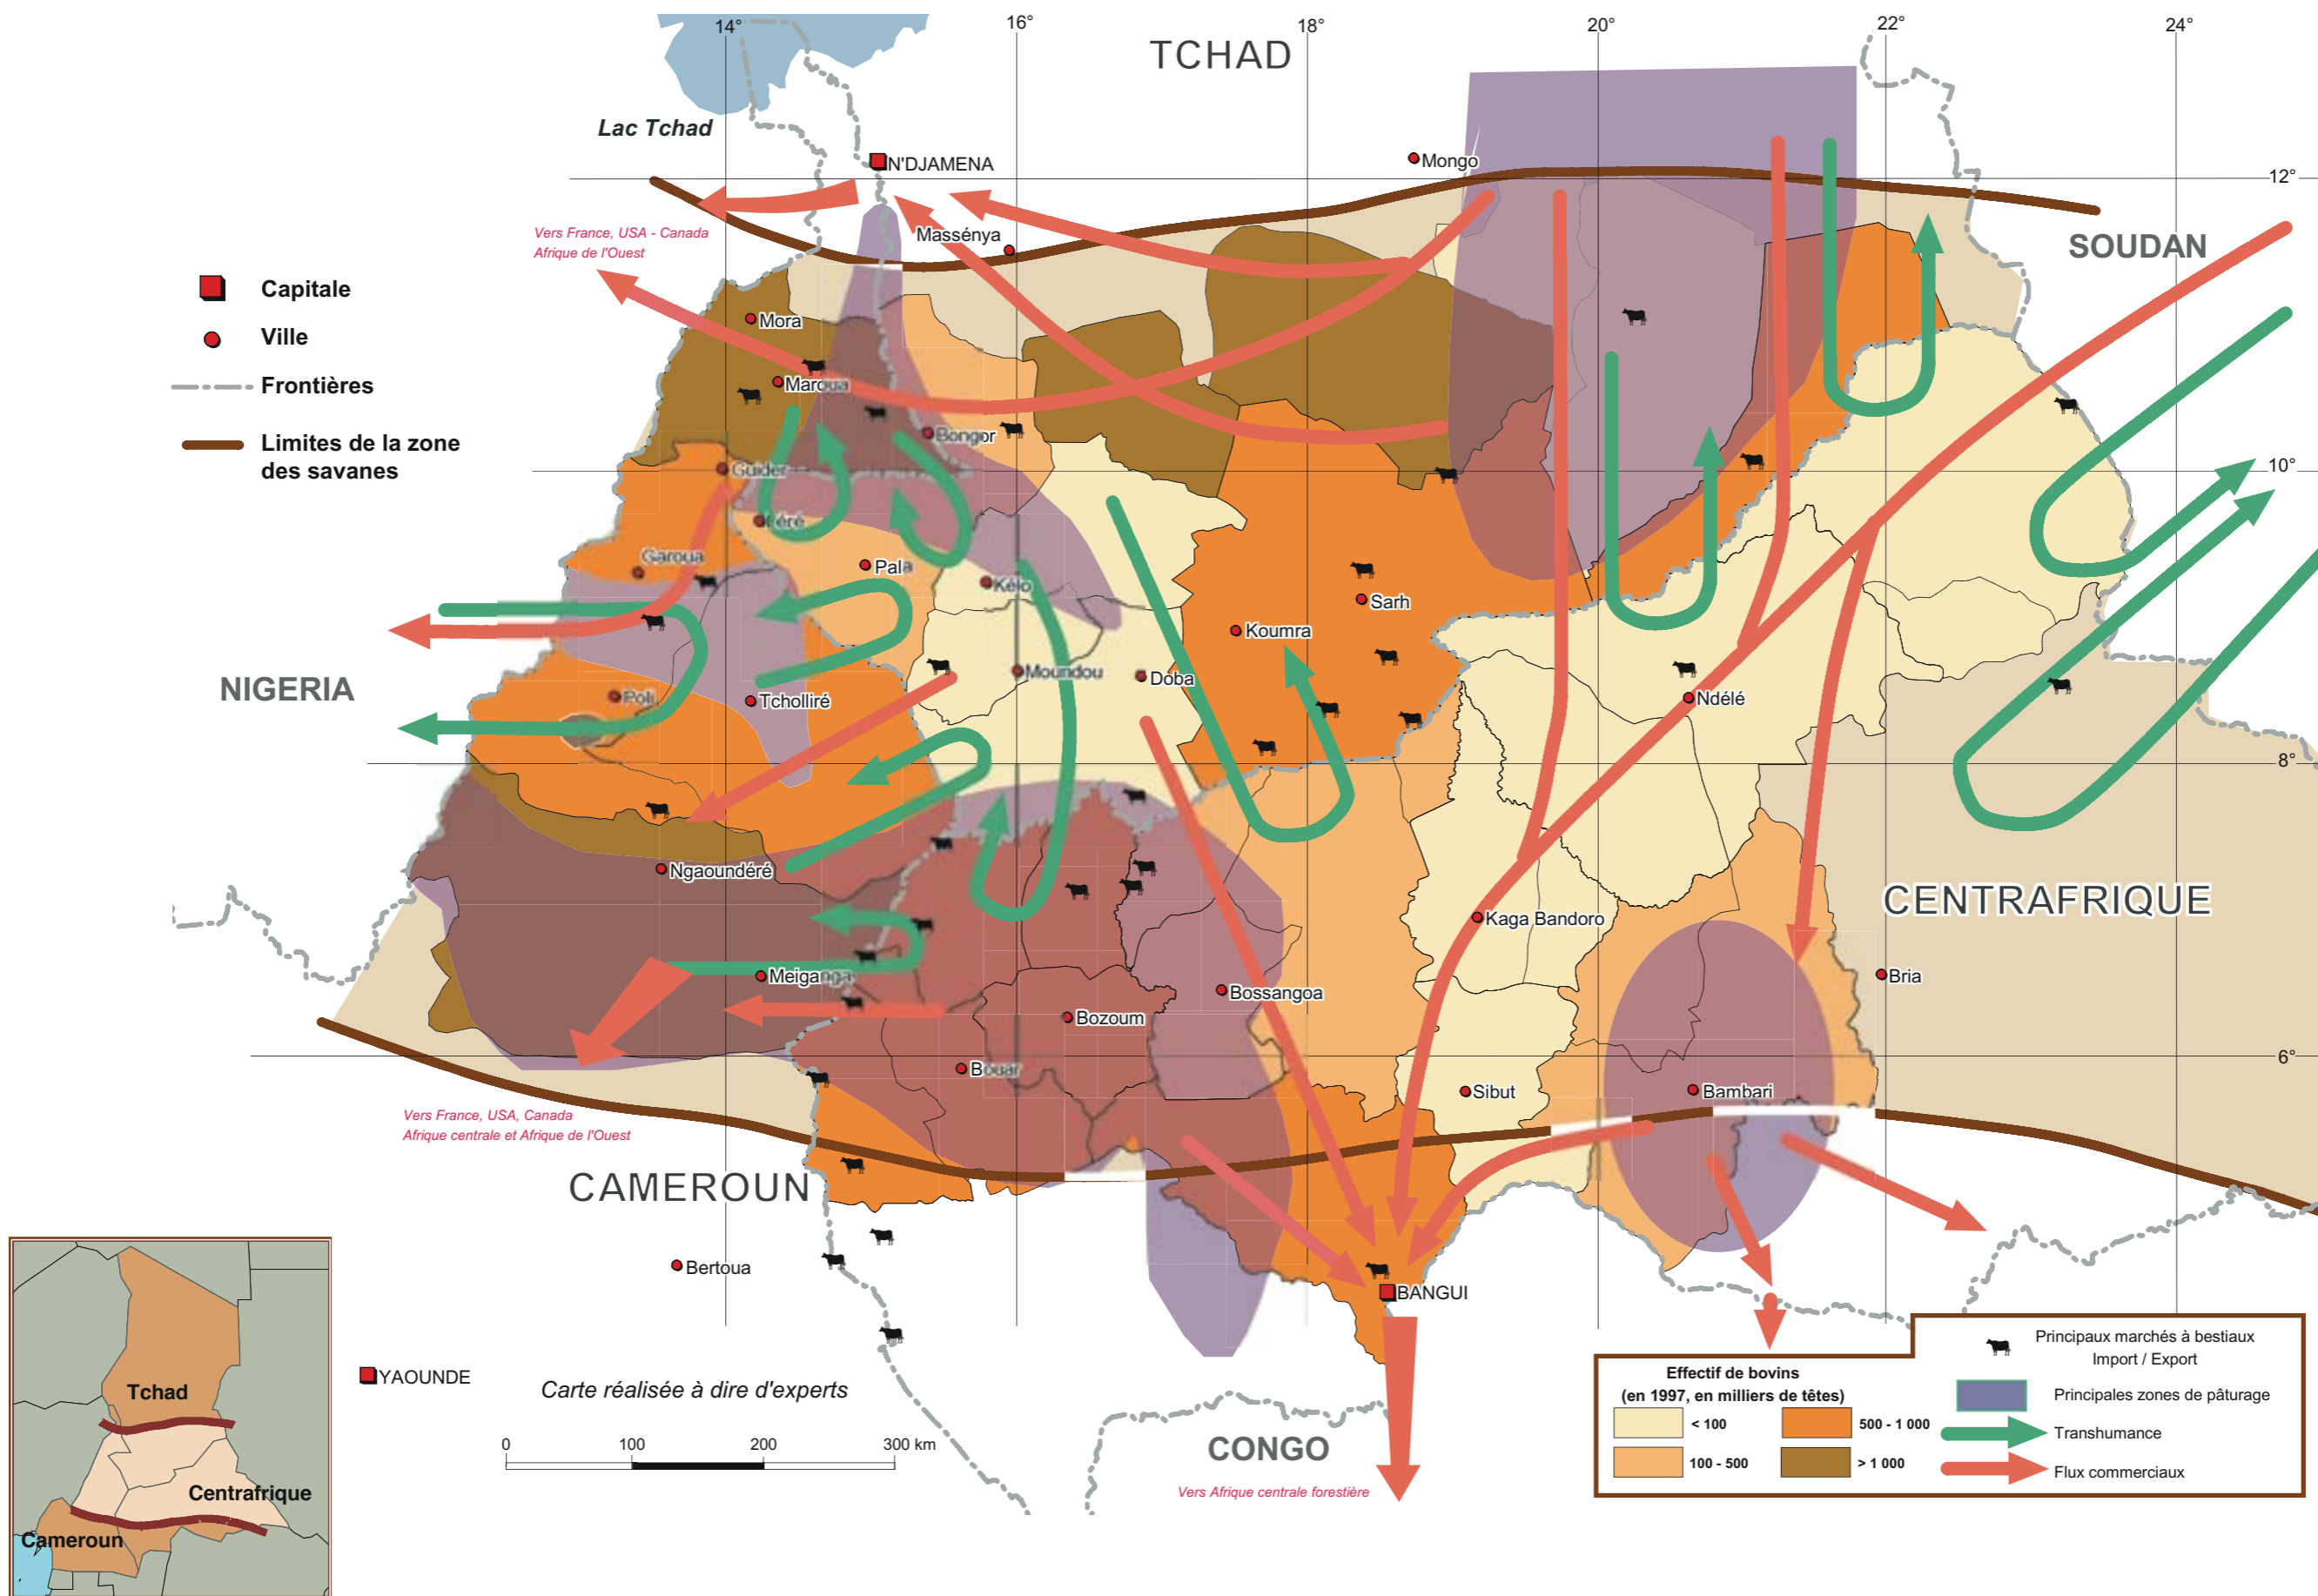 14°
16°
18°
20°
22°
24°
TCHAD
Lac Tchad
N'DJAMENA
Mongo
12°
Vers France, USA - Canada
Afrique de l'Ouest
Massénya
SOUDAN
Capitale
Ville
Frontières
Limites de la zone
des savanes
Mora
Maroua
Bongor
Guider
10°
Léré
Garoua
Pala
Kélo
Sarh
Koumra
NIGERIA
Poli
Tcholliré
Moundou
Doba
Ndélé
8°
Ngaoundéré
CENTRAFRIQUE
Kaga Bandoro
Meiganga
Bossangoa
Bria
Bozoum
6°
Bouar
Sibut
Bambari
Vers France, USA, Canada
Afrique centrale et Afrique de l'Ouest
CAMEROUN
Bertoua
BANGUI
YAOUNDE
Carte réalisée à dire d'experts
0 100 200 300 km
CONGO
Vers Afrique centrale forestière
Tchad
Centrafrique
Cameroun
Effectif de bovins
(en 1997, en milliers de têtes)
< 100
500 - 1 000
100 - 500
> 1 000
Principaux marchés à bestiaux
Import / Export
Principales zones de pâturage
Transhumance
Flux commerciaux